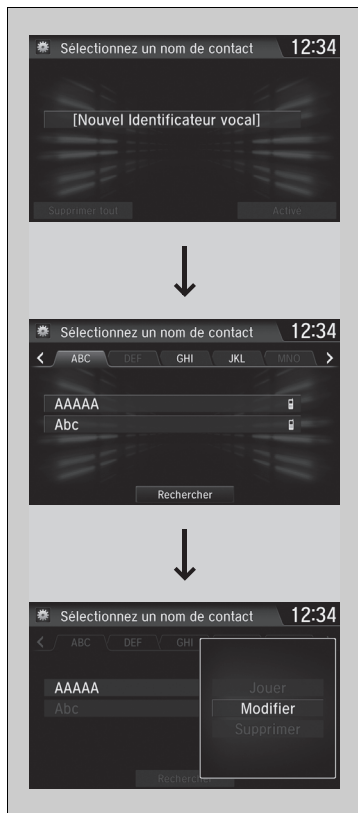 Sélectionnez un nom de contact 12:34
[Nouvel Identificateur vocal]
Supprimer tout Active
Sélectionnez un nom de contact 12:34
< ABC DEF GHI JKL MNO >
AAAAA
Abc
Rechercher
Sélectionnez un nom de contact 12:34
< ABC DEF GHI
AAAAA
Abc
Jouer
Modifier
Supprimer
Rechercher